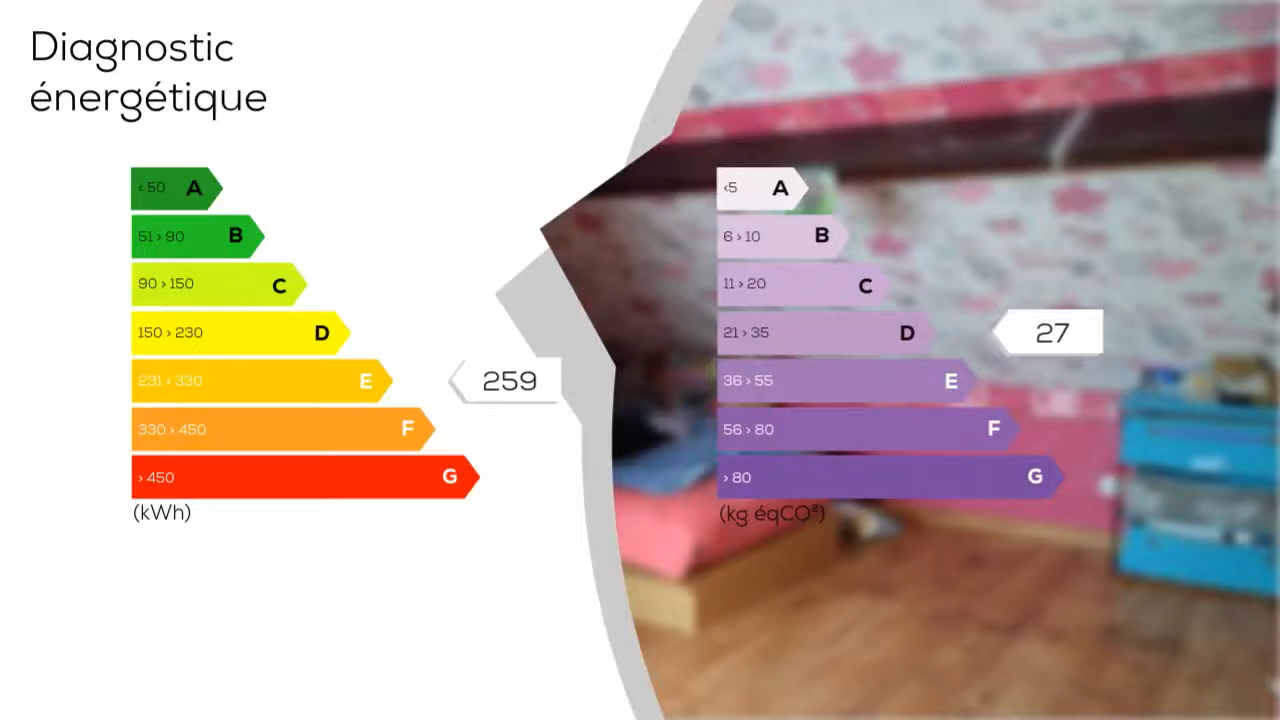 Diagnostic
énergétique
< 50 A
51 > 90 B
90 > 150 C
150 > 230 D
231 > 330 E
330 > 450 F
> 450 G
(kWh)
259
<5 A
6 > 10 B
11 > 20 C
21 > 35 D
36 > 55 E
56 > 80 F
> 80 G
(kg éqCO²)
27